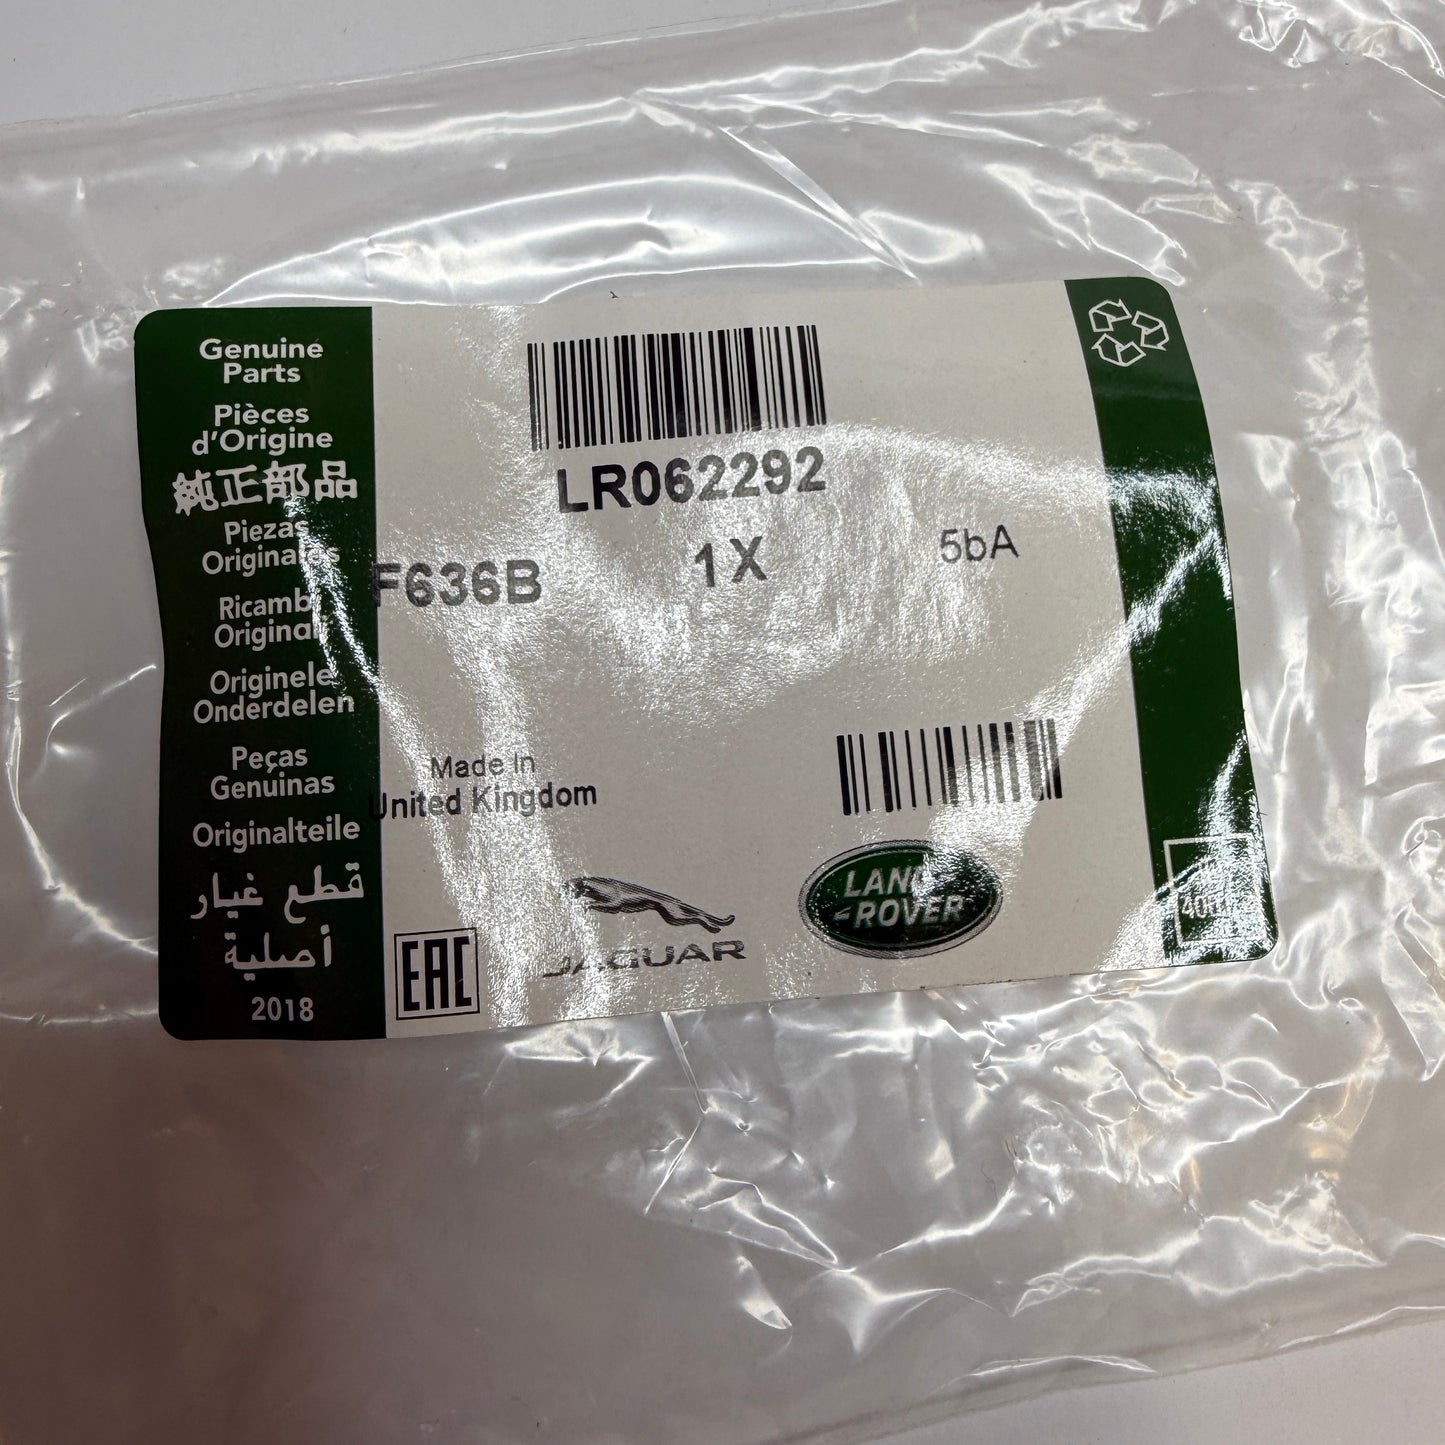 Genuine
Parts
Pièces
d'Origine
純正部品
Piezas
Originales
Ricambi
Originali
Originele
Onderdelen
Peças
Genuinas
Originalteile
قطع غيار
أصلية
2018
LR062292
F636B
1X
5bA
Made In
United Kingdom
EAC
JAGUAR
LAND
ROVER